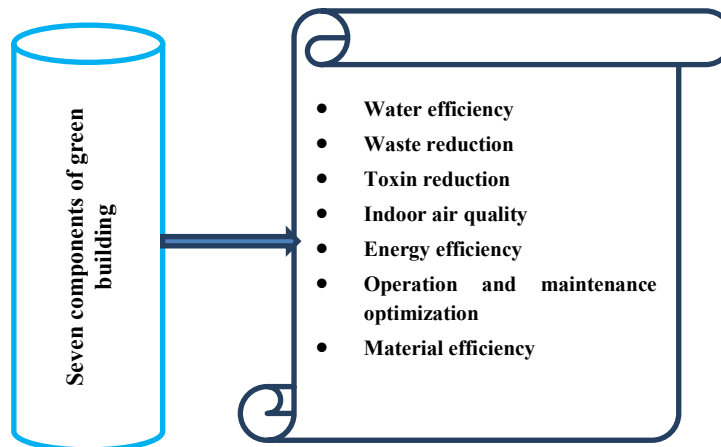 Seven components of green
building
● Water efficiency
● Waste reduction
● Toxin reduction
● Indoor air quality
● Energy efficiency
● Operation and maintenance
optimization
● Material efficiency